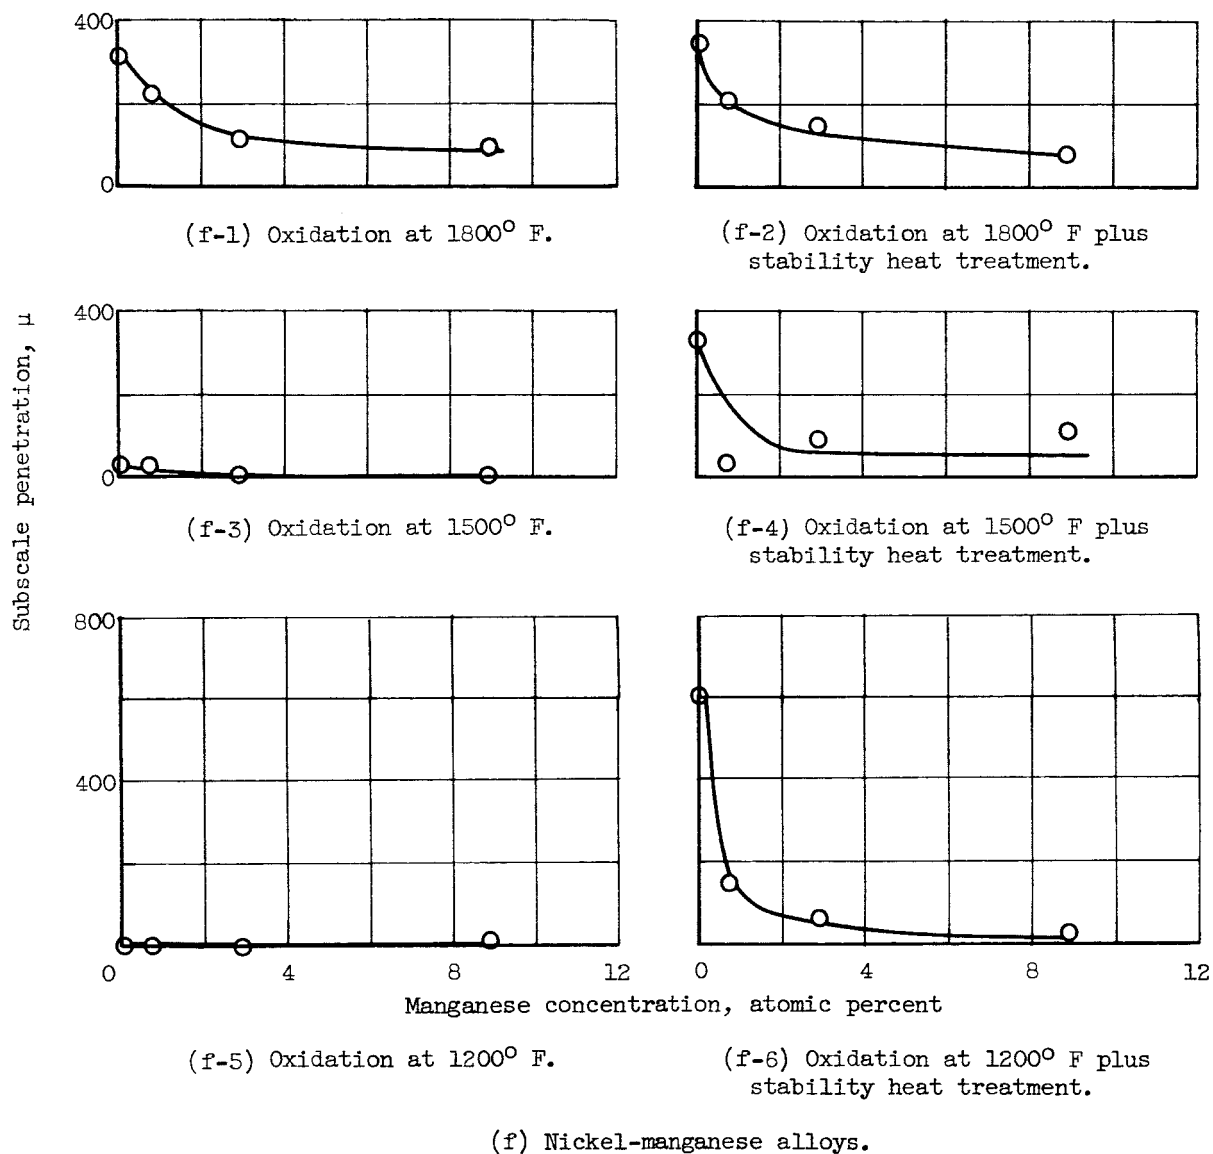 400
0
(f-1) Oxidation at 1800° F.
(f-2) Oxidation at 1800° F plus
stability heat treatment.
Subscale penetration, μ
400
0
(f-3) Oxidation at 1500° F.
(f-4) Oxidation at 1500° F plus
stability heat treatment.
800
400
0 4 8 12
0 4 8 12
Manganese concentration, atomic percent
(f-5) Oxidation at 1200° F.
(f-6) Oxidation at 1200° F plus
stability heat treatment.
(f) Nickel-manganese alloys.